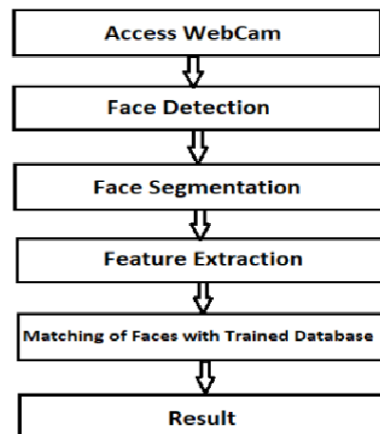 Access WebCam
Face Detection
Face Segmentation
Feature Extraction
Matching of Faces with Trained Database
Result